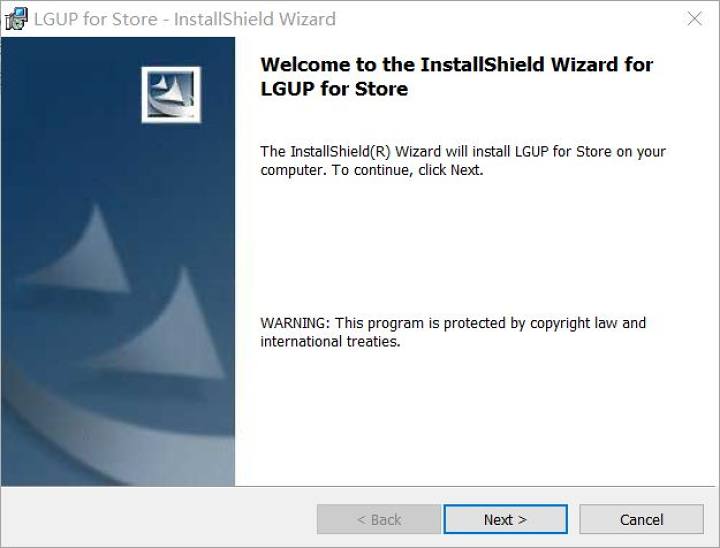 LGUP for Store - InstallShield Wizard
Welcome to the InstallShield Wizard for
LGUP for Store
The InstallShield(R) Wizard will install LGUP for Store on your
computer. To continue, click Next.
WARNING: This program is protected by copyright law and
international treaties.
< Back
Next >
Cancel